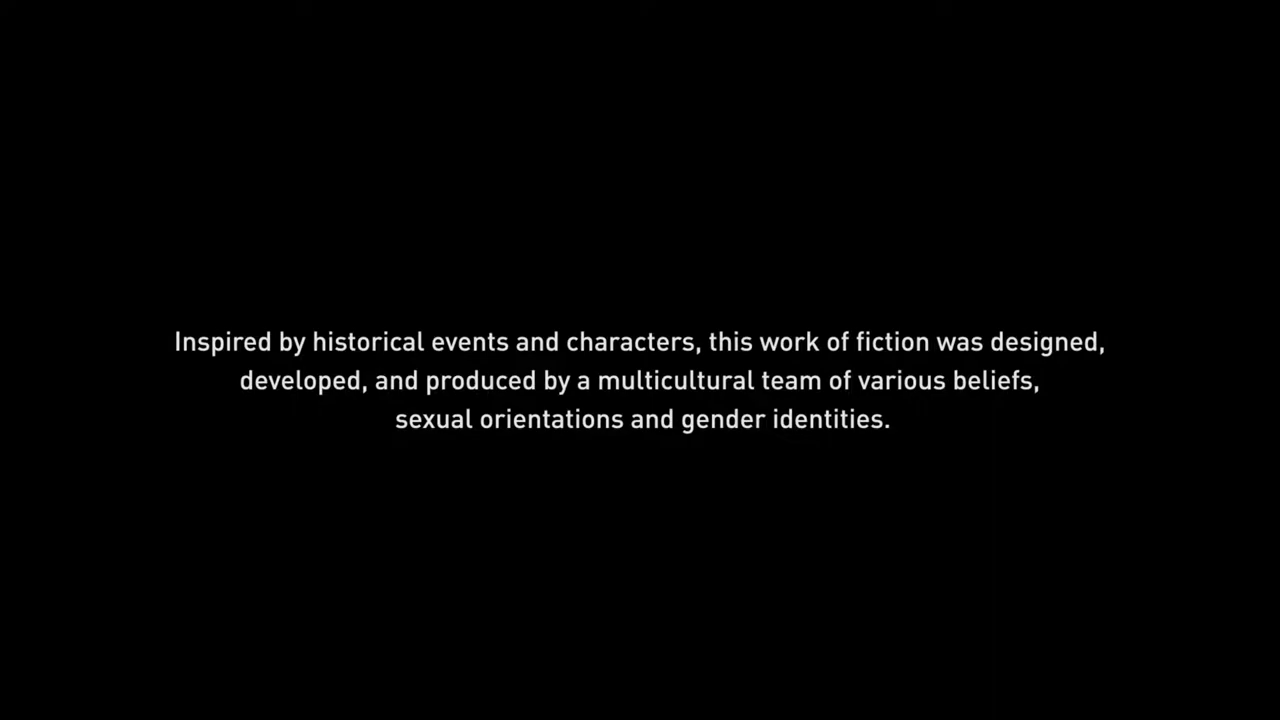 Inspired by historical events and characters, this work of fiction was designed,
developed, and produced by a multicultural team of various beliefs,
sexual orientations and gender identities.